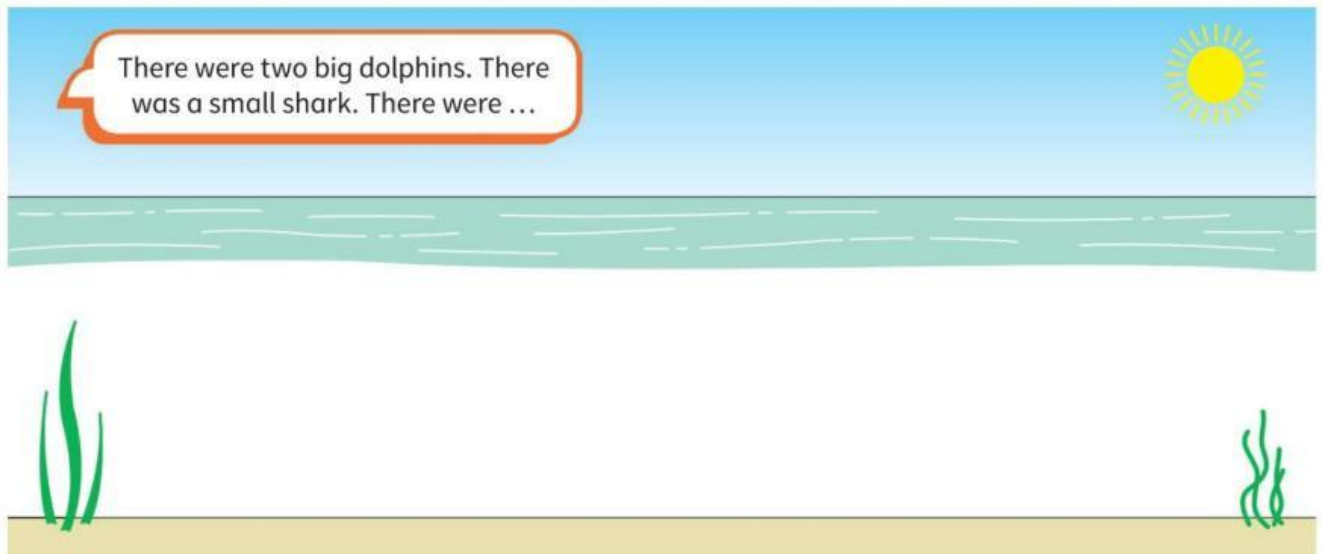 There were two big dolphins. There
was a small shark. There were …